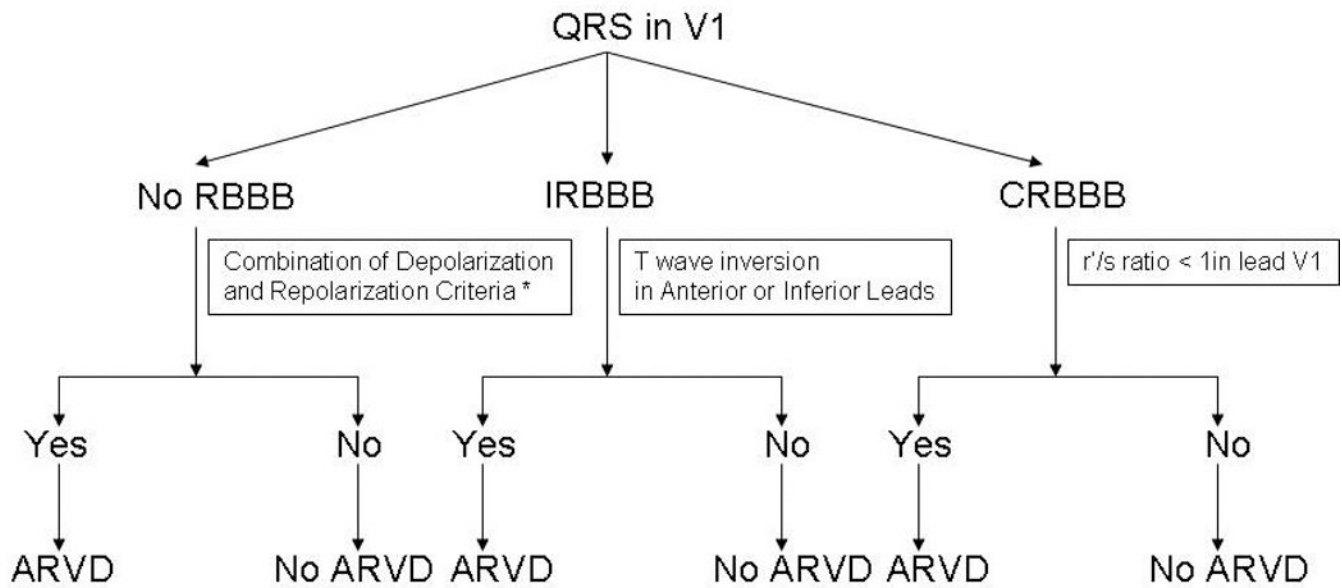 QRS in V1
No RBBB
IRBBB
CRBBB
Combination of Depolarization
and Repolarization Criteria *
T wave inversion
in Anterior or Inferior Leads
r'/s ratio < 1in lead V1
Yes
No
Yes
No
Yes
No
ARVD
No ARVD
ARVD
No ARVD
ARVD
No ARVD